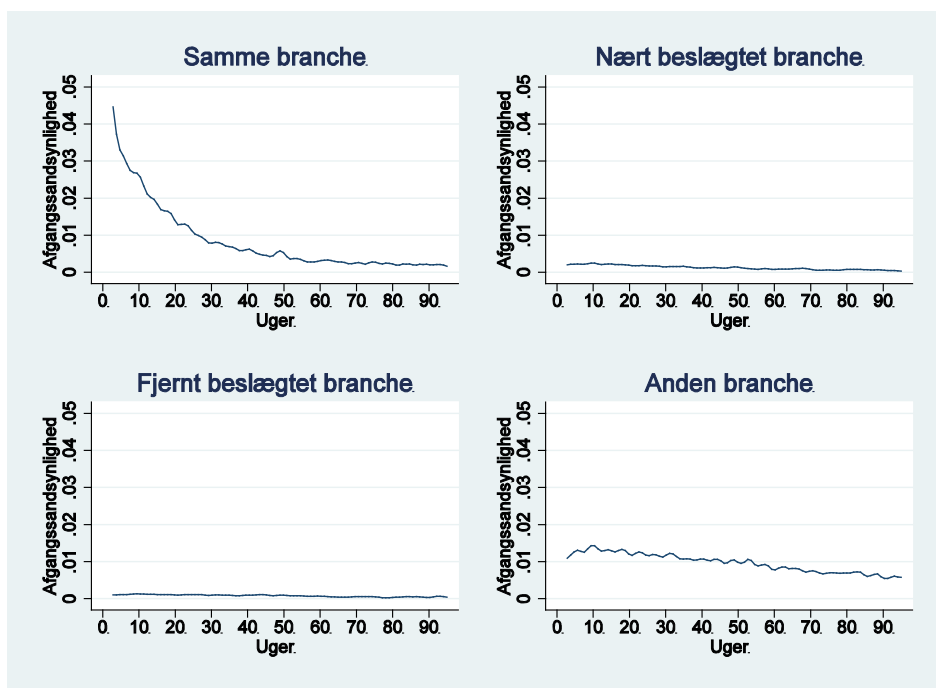 Samme branche.
Afgangssandsynlighed
0 .01 .02 .03 .04 .05
0. 10. 20. 30. 40. 50. 60. 70. 80. 90.
Uger.
Nært beslægtet branche.
Afgangssandsynlighed
0 .01 .02 .03 .04 .05
0. 10. 20. 30. 40. 50. 60. 70. 80. 90.
Uger.
Fjernt beslægtet branche.
Afgangssandsynlighed
0 .01 .02 .03 .04 .05
0. 10. 20. 30. 40. 50. 60. 70. 80. 90.
Uger.
Anden branche.
Afgangssandsynlighed
0 .01 .02 .03 .04 .05
0. 10. 20. 30. 40. 50. 60. 70. 80. 90.
Uger.